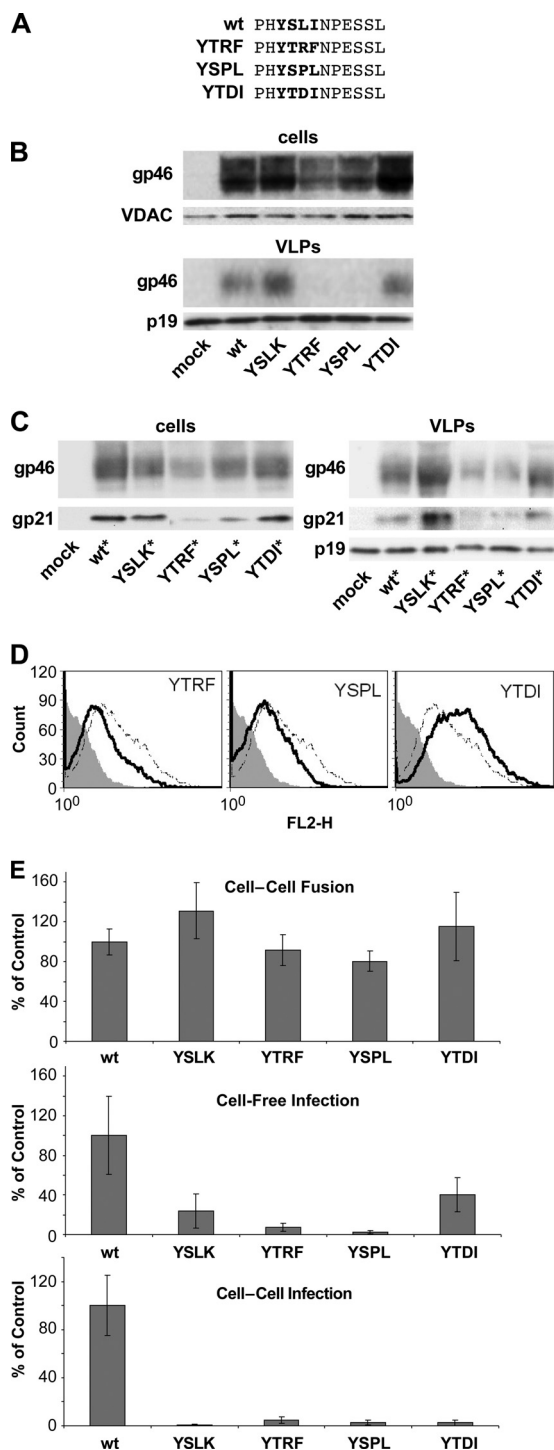 A
wt PHYSLINPESSL
YTRF PHYTRFNPESSL
YSPL PHYSPLNPESSL
YTDI PHYTDINPESSL
B
cells
gp46
VDAC
VLPs
gp46
p19
mock wt YSLK YTRF YSPL YTDI
C
cells VLPs
gp46 gp46
gp21 gp21
p19
mock wt* YSLK* YTRF* YSPL* YTDI* mock wt* YSLK* YTRF* YSPL* YTDI*
D
YTRF YSPL YTDI
Count
120
90
60
30
0
10⁰ 10⁰ 10⁰
FL2-H
E
Cell–Cell Fusion
% of Control
160
120
80
40
0
wt YSLK YTRF YSPL YTDI
Cell-Free Infection
% of Control
160
120
80
40
0
wt YSLK YTRF YSPL YTDI
Cell–Cell Infection
% of Control
120
80
40
0
wt YSLK YTRF YSPL YTDI